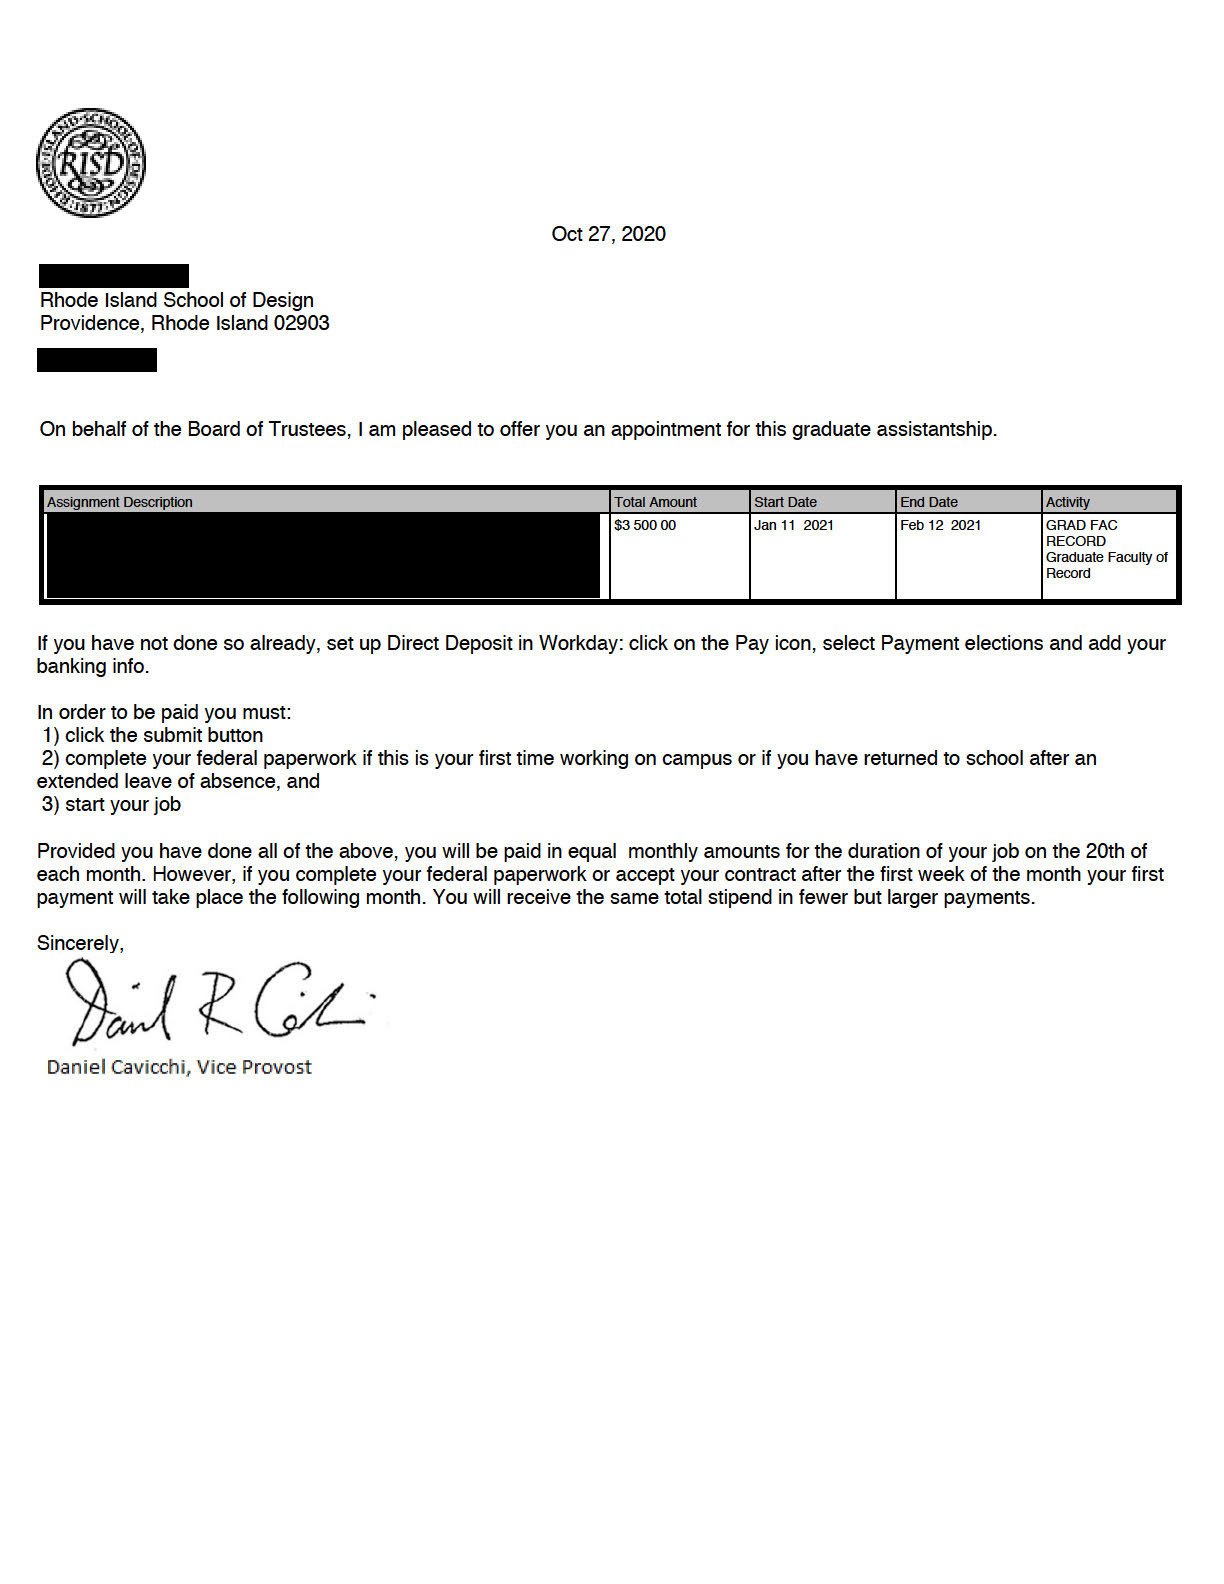 RHODE·ISLAND·SCHOOL·OF·DESIGN
RISD
·1877·
Oct 27, 2020
Rhode Island School of Design
Providence, Rhode Island 02903
On behalf of the Board of Trustees, I am pleased to offer you an appointment for this graduate assistantship.
Assignment Description Total Amount Start Date End Date Activity
$3 500 00 Jan 11 2021 Feb 12 2021 GRAD FAC
RECORD
Graduate Faculty of
Record
If you have not done so already, set up Direct Deposit in Workday: click on the Pay icon, select Payment elections and add your
banking info.
In order to be paid you must:
1) click the submit button
2) complete your federal paperwork if this is your first time working on campus or if you have returned to school after an
extended leave of absence, and
3) start your job
Provided you have done all of the above, you will be paid in equal  monthly amounts for the duration of your job on the 20th of
each month. However, if you complete your federal paperwork or accept your contract after the first week of the month your first
payment will take place the following month. You will receive the same total stipend in fewer but larger payments.
Sincerely,
Daniel R Cavicchi
Daniel Cavicchi, Vice Provost